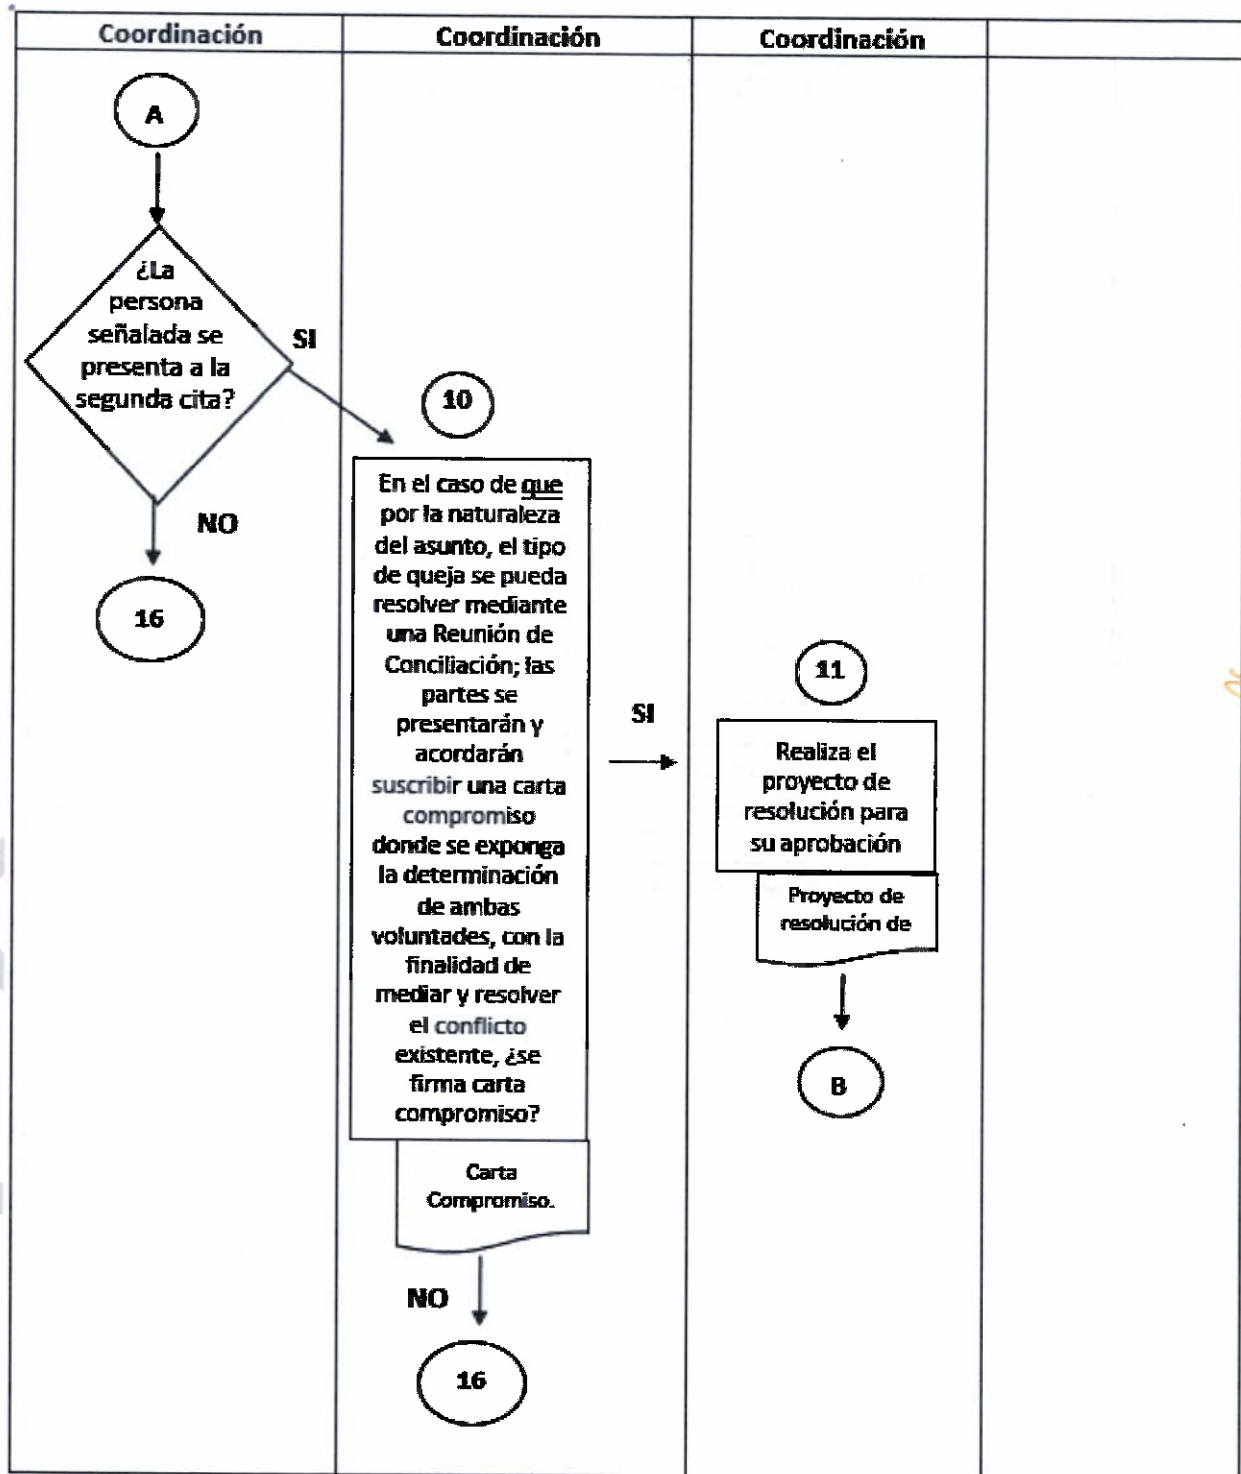 Coordinación
Coordinación
Coordinación
A
¿La
persona
señalada se
presenta a la
segunda cita?
SI
NO
16
10
En el caso de que
por la naturaleza
del asunto, el tipo
de queja se pueda
resolver mediante
una Reunión de
Conciliación; las
partes se
presentarán y
acordarán
suscribir una carta
compromiso
donde se exponga
la determinación
de ambas
voluntades, con la
finalidad de
mediar y resolver
el conflicto
existente, ¿se
firma carta
compromiso?
Carta
Compromiso.
NO
16
SI
11
Realiza el
proyecto de
resolución para
su aprobación
Proyecto de
resolución de
B